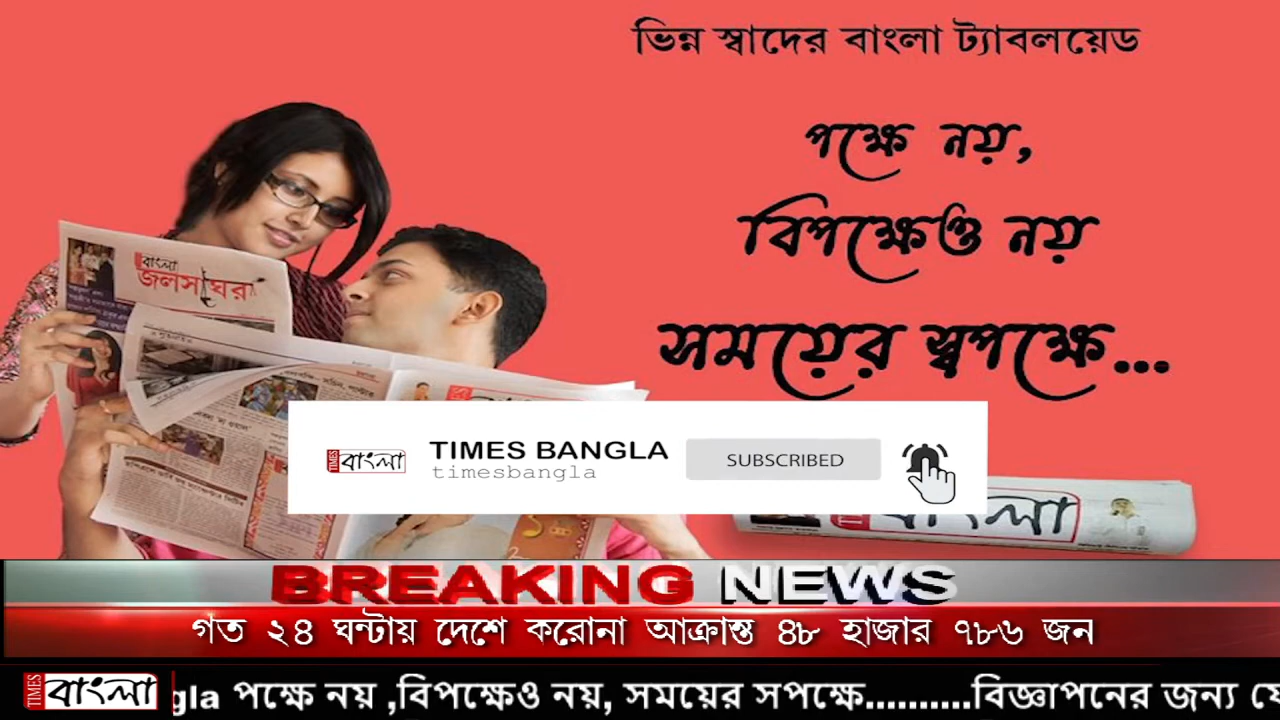 ভিন্ন স্বাদের বাংলা ট্যাবলয়েড
পক্ষে নয়,
বিপক্ষেও নয়
সময়ের স্বপক্ষে...
বাংলা
জলসাঘর
TIMES বাংলা
TIMES BANGLA
timesbangla
SUBSCRIBED
বাংলা
BREAKING NEWS
গত ২৪ ঘন্টায় দেশে করোনা আক্রান্ত ৪৮ হাজার ৭৮৬ জন
TIMES বাংলা
gla পক্ষে নয় ,বিপক্ষেও নয়, সময়ের সপক্ষে..........বিজ্ঞাপনের জন্য